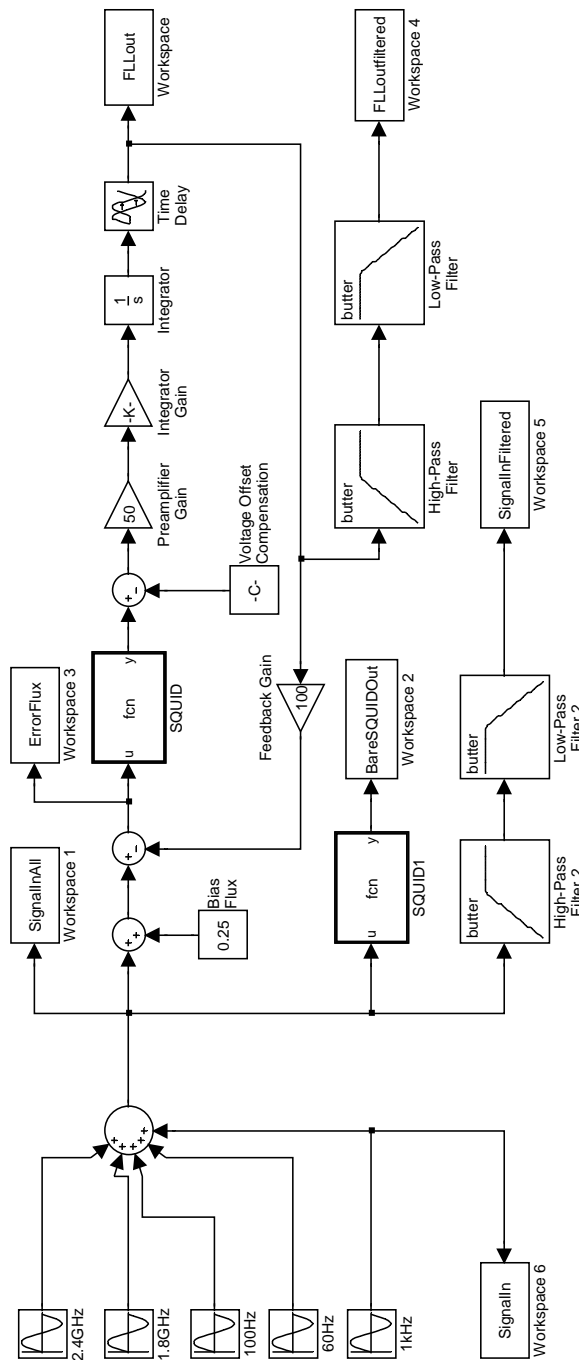 2.4GHz
1.8GHz
100Hz
60Hz
1kHz
SignalIn
Workspace 6
+
+
+
+
+
SignalInAll
Workspace 1
+
+
0.25
Bias
Flux
+
-
ErrorFlux
Workspace 3
u
fcn
y
SQUID
+
-
-C-
Voltage Offset
Compensation
50
Preamplifier
Gain
-K-
Integrator
Gain
1
s
Integrator
Time
Delay
FLLout
Workspace
100
Feedback Gain
u
fcn
y
SQUID1
BareSQUIDOut
Workspace 2
butter
High-Pass
Filter
butter
Low-Pass
Filter
FLLoutfiltered
Workspace 4
butter
High-Pass
Filter 2
butter
Low-Pass
Filter 2
SignalInFiltered
Workspace 5